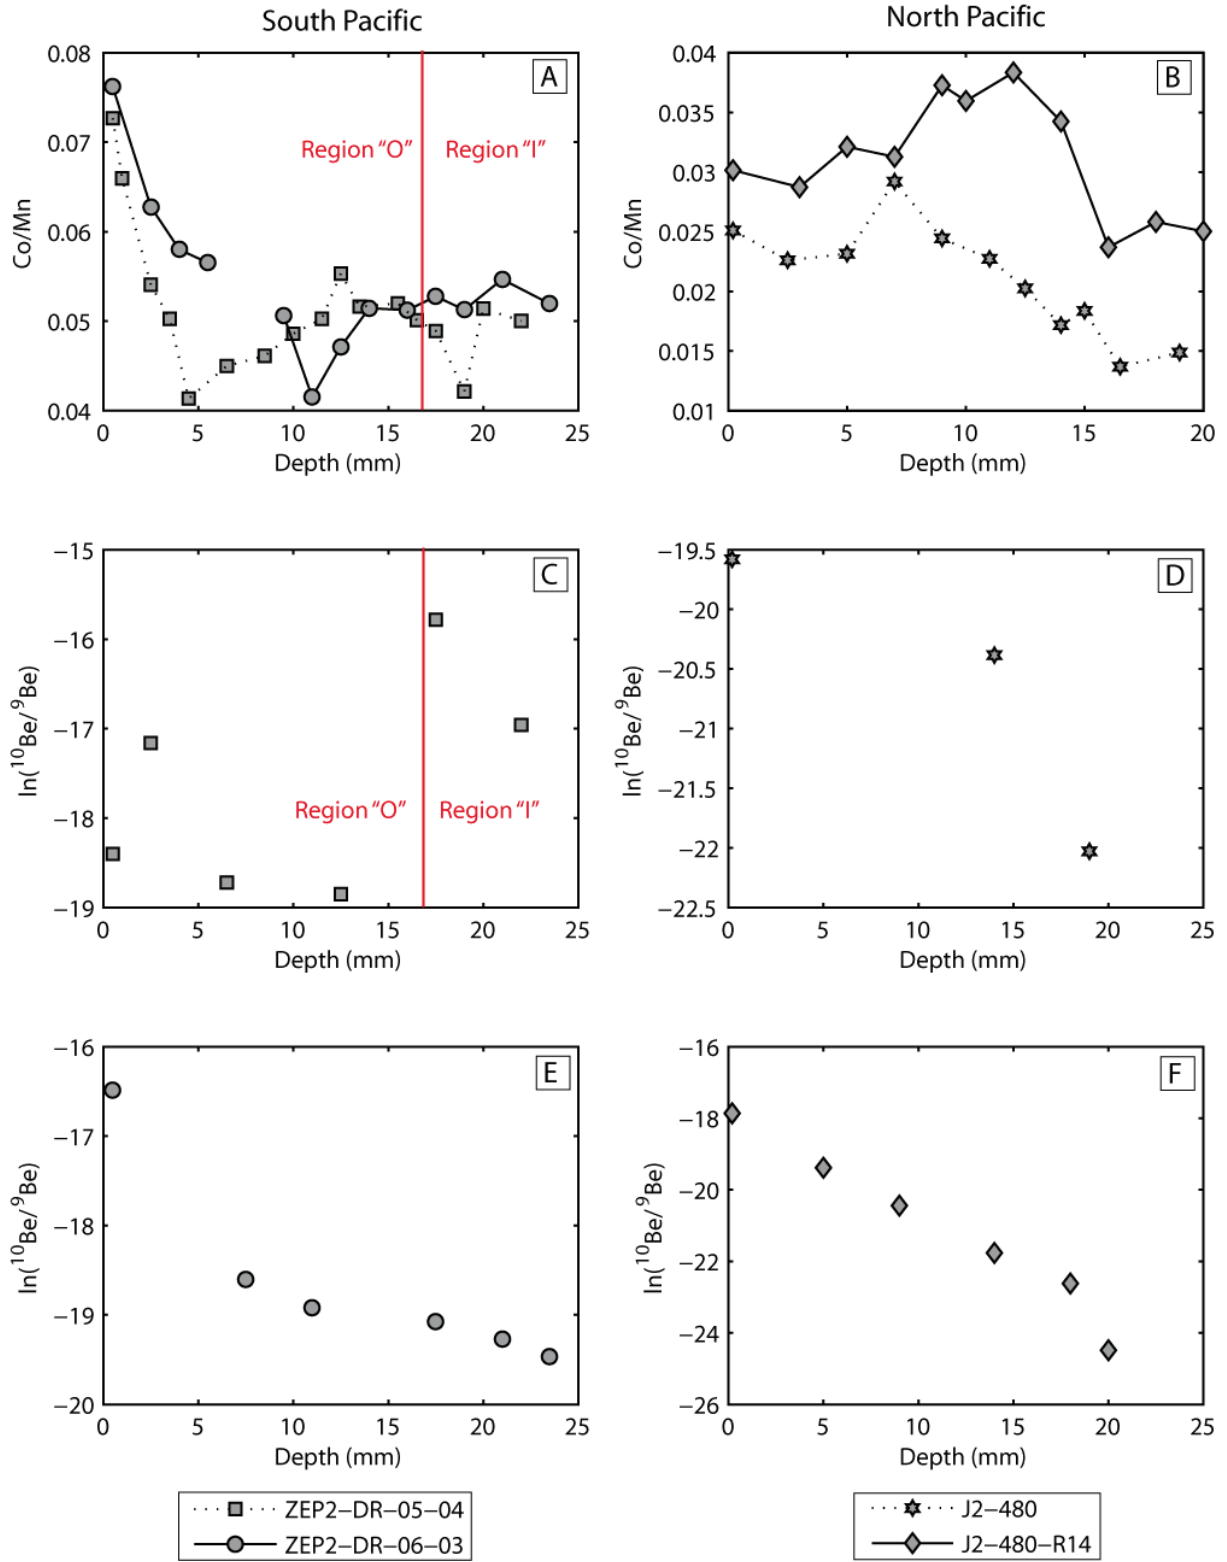 South Pacific
North Pacific
A
0.08
0.07
0.06
0.05
0.04
Co/Mn
Region "O"
Region "I"
0 5 10 15 20 25
Depth (mm)
B
0.04
0.035
0.03
0.025
0.02
0.015
0.01
Co/Mn
0 5 10 15 20
Depth (mm)
C
−15
−16
−17
−18
−19
ln(¹⁰Be/⁹Be)
Region "O"
Region "I"
0 5 10 15 20 25
Depth (mm)
D
−19.5
−20
−20.5
−21
−21.5
−22
−22.5
ln(¹⁰Be/⁹Be)
0 5 10 15 20 25
Depth (mm)
E
−16
−17
−18
−19
−20
ln(¹⁰Be/⁹Be)
0 5 10 15 20 25
Depth (mm)
F
−16
−18
−20
−22
−24
−26
ln(¹⁰Be/⁹Be)
0 5 10 15 20 25
Depth (mm)
ZEP2−DR−05−04
ZEP2−DR−06−03
J2−480
J2−480−R14